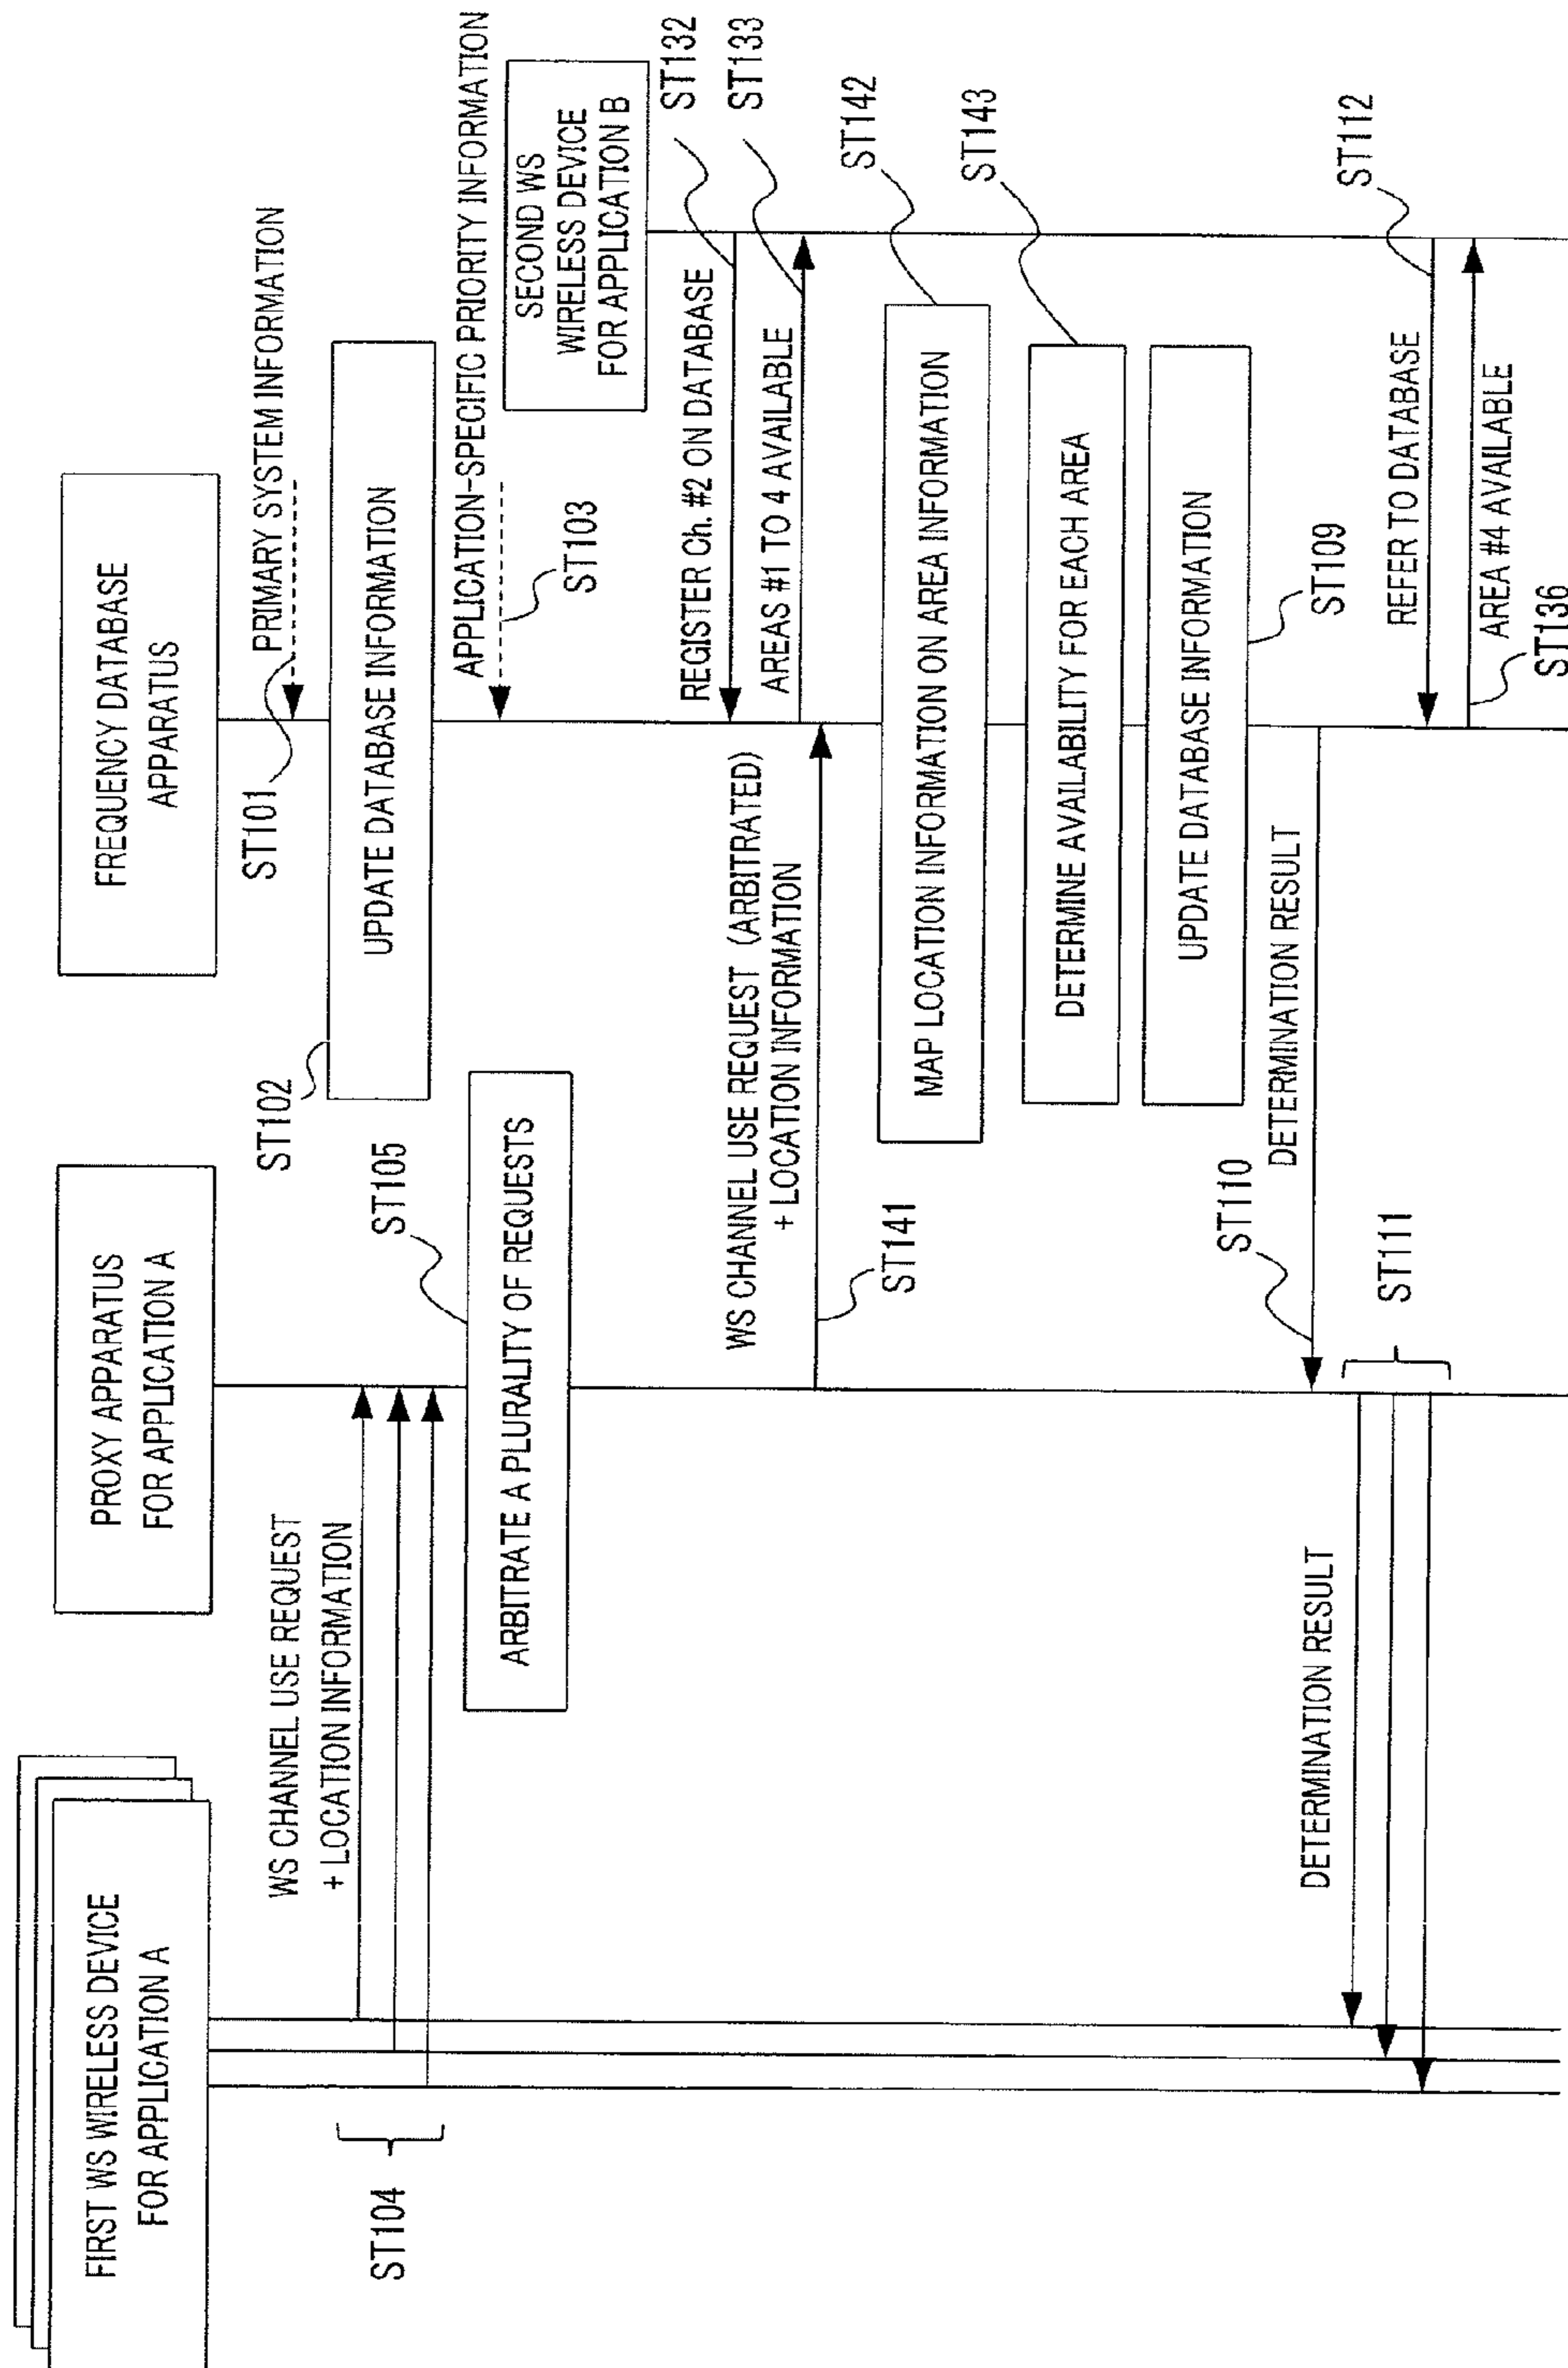 FIRST WS WIRELESS DEVICE
FOR APPLICATION A
PROXY APPARATUS
FOR APPLICATION A
FREQUENCY DATABASE
APPARATUS
ST101
PRIMARY SYSTEM INFORMATION
ST102
UPDATE DATABASE INFORMATION
APPLICATION-SPECIFIC PRIORITY INFORMATION
ST103
SECOND WS
WIRELESS DEVICE
FOR APPLICATION B
ST104
WS CHANNEL USE REQUEST
+ LOCATION INFORMATION
ST105
ARBITRATE A PLURALITY OF REQUESTS
REGISTER Ch. #2 ON DATABASE
ST132
AREAS #1 TO 4 AVAILABLE
ST133
WS CHANNEL USE REQUEST (ARBITRATED)
+ LOCATION INFORMATION
ST141
MAP LOCATION INFORMATION ON AREA INFORMATION
ST142
DETERMINE AVAILABILITY FOR EACH AREA
ST143
UPDATE DATABASE INFORMATION
ST109
DETERMINATION RESULT
ST110
DETERMINATION RESULT
ST111
REFER TO DATABASE
ST112
AREA #4 AVAILABLE
ST136